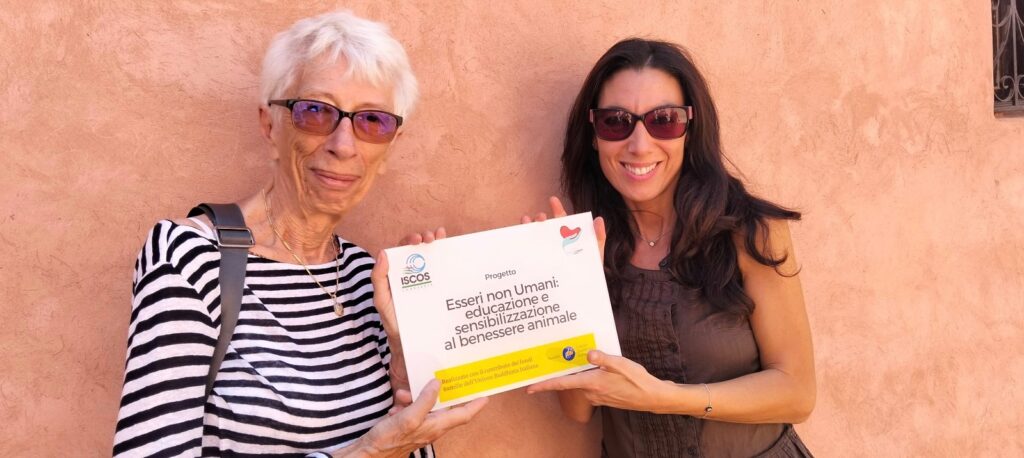 ISCOS
Progetto
Esseri non Umani:
educazione e
sensibilizzazione
al benessere animale
Realizzato con il contributo dei fondi
8xmille dell'Unione Buddhista Italiana